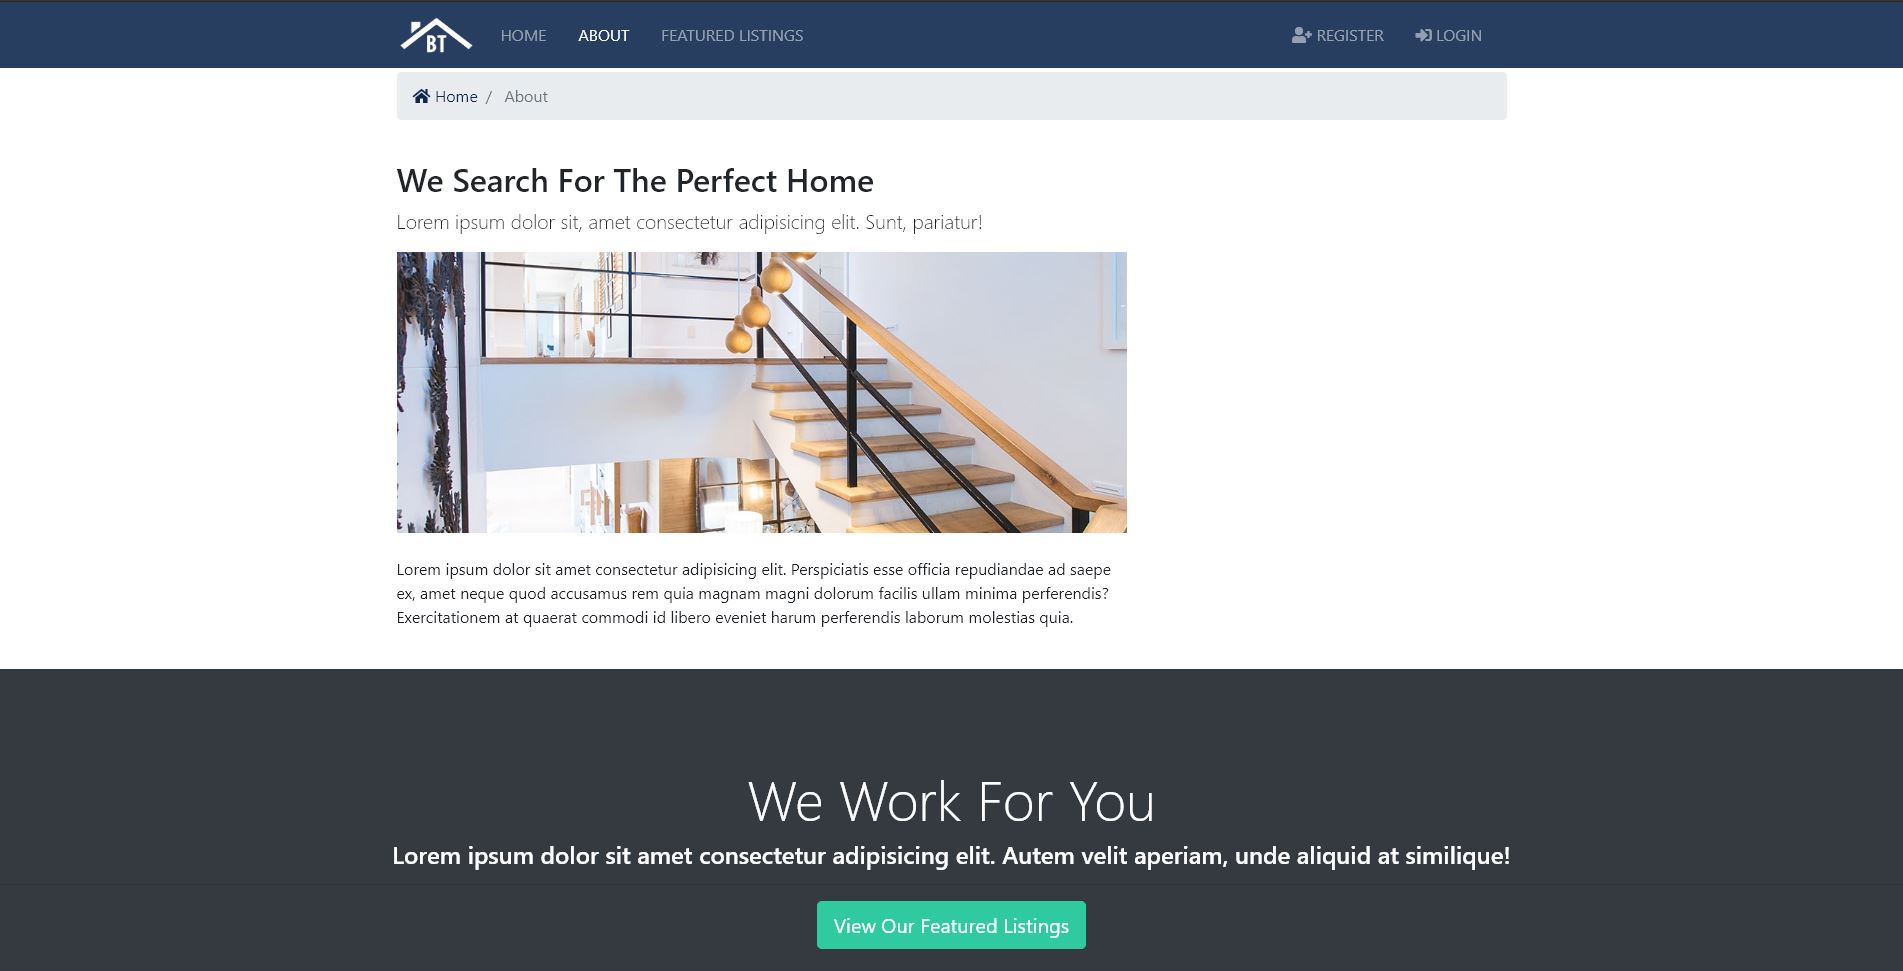 BT HOME ABOUT FEATURED LISTINGS REGISTER LOGIN
Home / About
We Search For The Perfect Home
Lorem ipsum dolor sit, amet consectetur adipisicing elit. Sunt, pariatur!
Lorem ipsum dolor sit amet consectetur adipisicing elit. Perspiciatis esse officia repudiandae ad saepe
ex, amet neque quod accusamus rem quia magnam magni dolorum facilis ullam minima perferendis?
Exercitationem at quaerat commodi id libero eveniet harum perferendis laborum molestias quia.
We Work For You
Lorem ipsum dolor sit amet consectetur adipisicing elit. Autem velit aperiam, unde aliquid at similique!
View Our Featured Listings